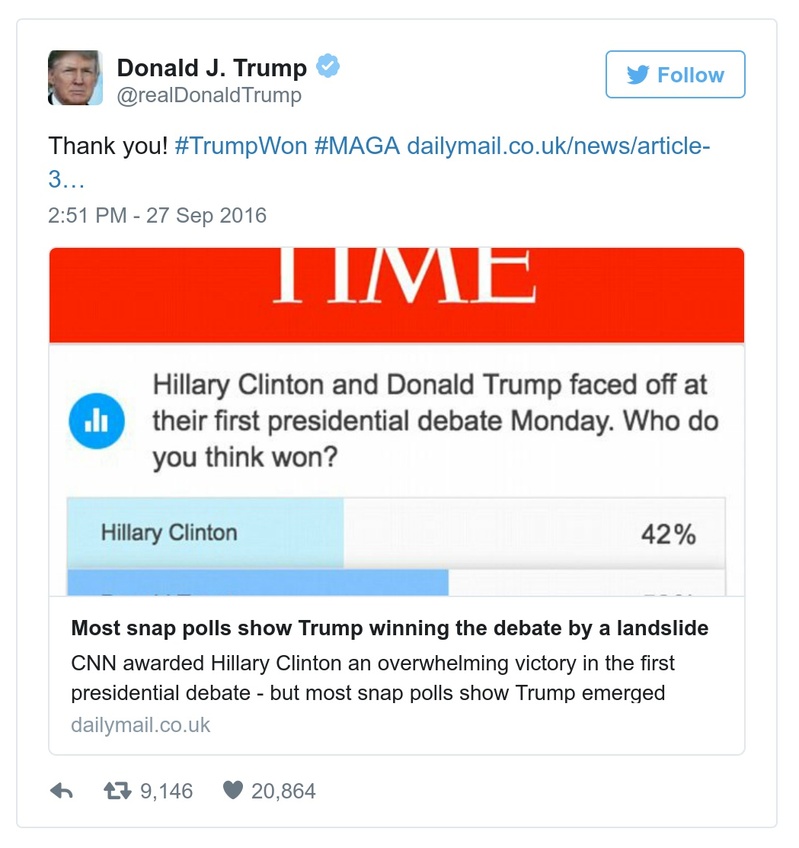 Donald J. Trump
@realDonaldTrump
Follow
Thank you! #TrumpWon #MAGA dailymail.co.uk/news/article-
3…
2:51 PM - 27 Sep 2016
TIME
Hillary Clinton and Donald Trump faced off at
their first presidential debate Monday. Who do
you think won?
Hillary Clinton 42%
Most snap polls show Trump winning the debate by a landslide
CNN awarded Hillary Clinton an overwhelming victory in the first
presidential debate - but most snap polls show Trump emerged
dailymail.co.uk
9,146 20,864